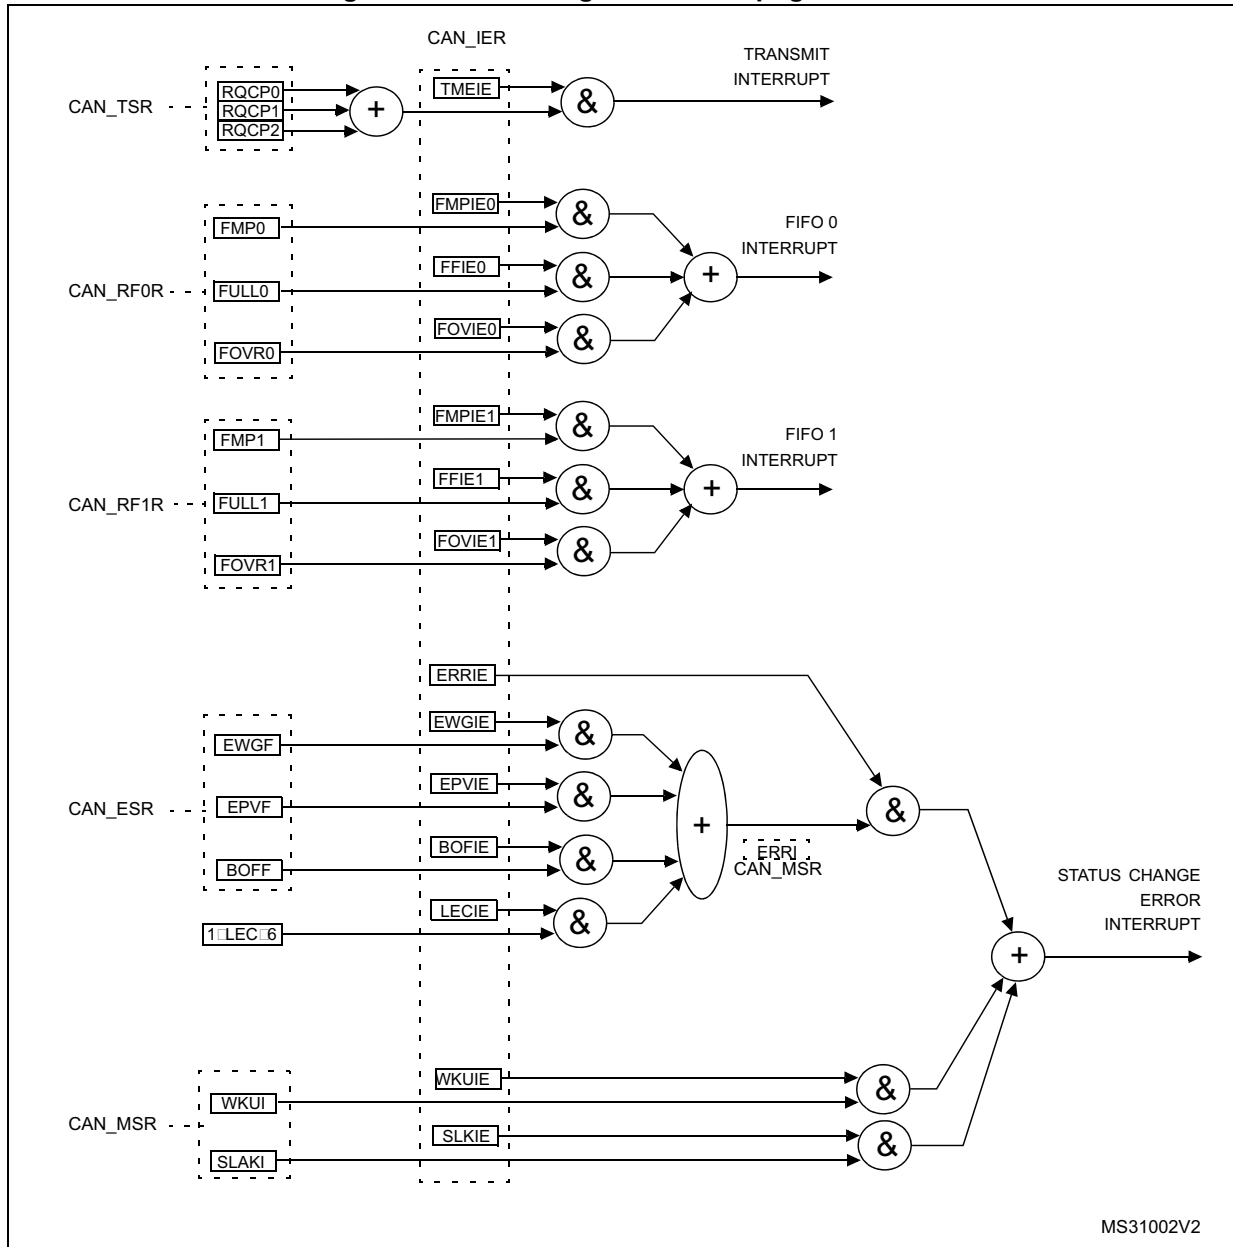 CAN_IER
TRANSMIT
INTERRUPT
CAN_TSR
RQCP0
RQCP1
RQCP2
+
TMEIE
&
FMPIE0
&
FMP0
FIFO 0
INTERRUPT
FFIE0
&
+
CAN_RF0R
FULL0
FOVIE0
&
FOVR0
FMPIE1
&
FMP1
FIFO 1
INTERRUPT
FFIE1
&
+
CAN_RF1R
FULL1
FOVIE1
&
FOVR1
ERRIE
EWGIE
&
EWGF
EPVIE
&
CAN_ESR
EPVF
&
+
BOFIE
&
ERRI
CAN_MSR
BOFF
STATUS CHANGE
ERROR
INTERRUPT
LECIE
&
1□LEC□6
+
WKUIE
&
WKUI
CAN_MSR
SLKIE
&
SLAKI
MS31002V2